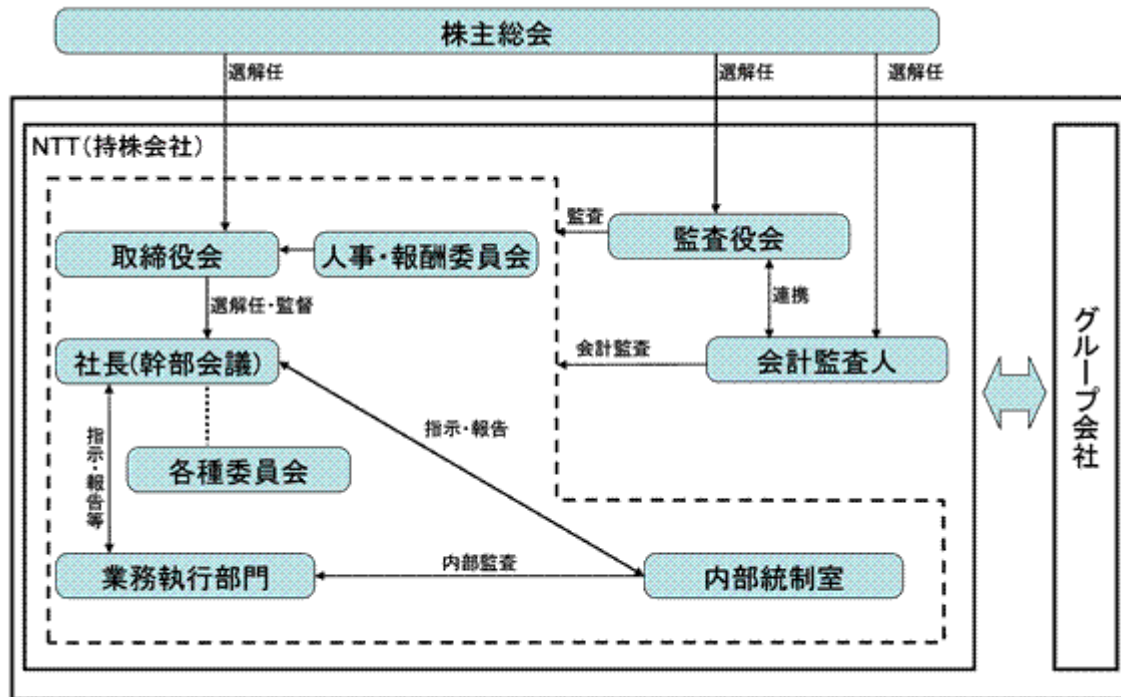 株主総会
選解任
選解任
選解任
NTT(持株会社)
監査
監査役会
取締役会
人事・報酬委員会
選解任・監督
連携
社長(幹部会議)
会計監査
会計監査人
グループ会社
指示・報告等
指示・報告
各種委員会
業務執行部門
内部監査
内部統制室